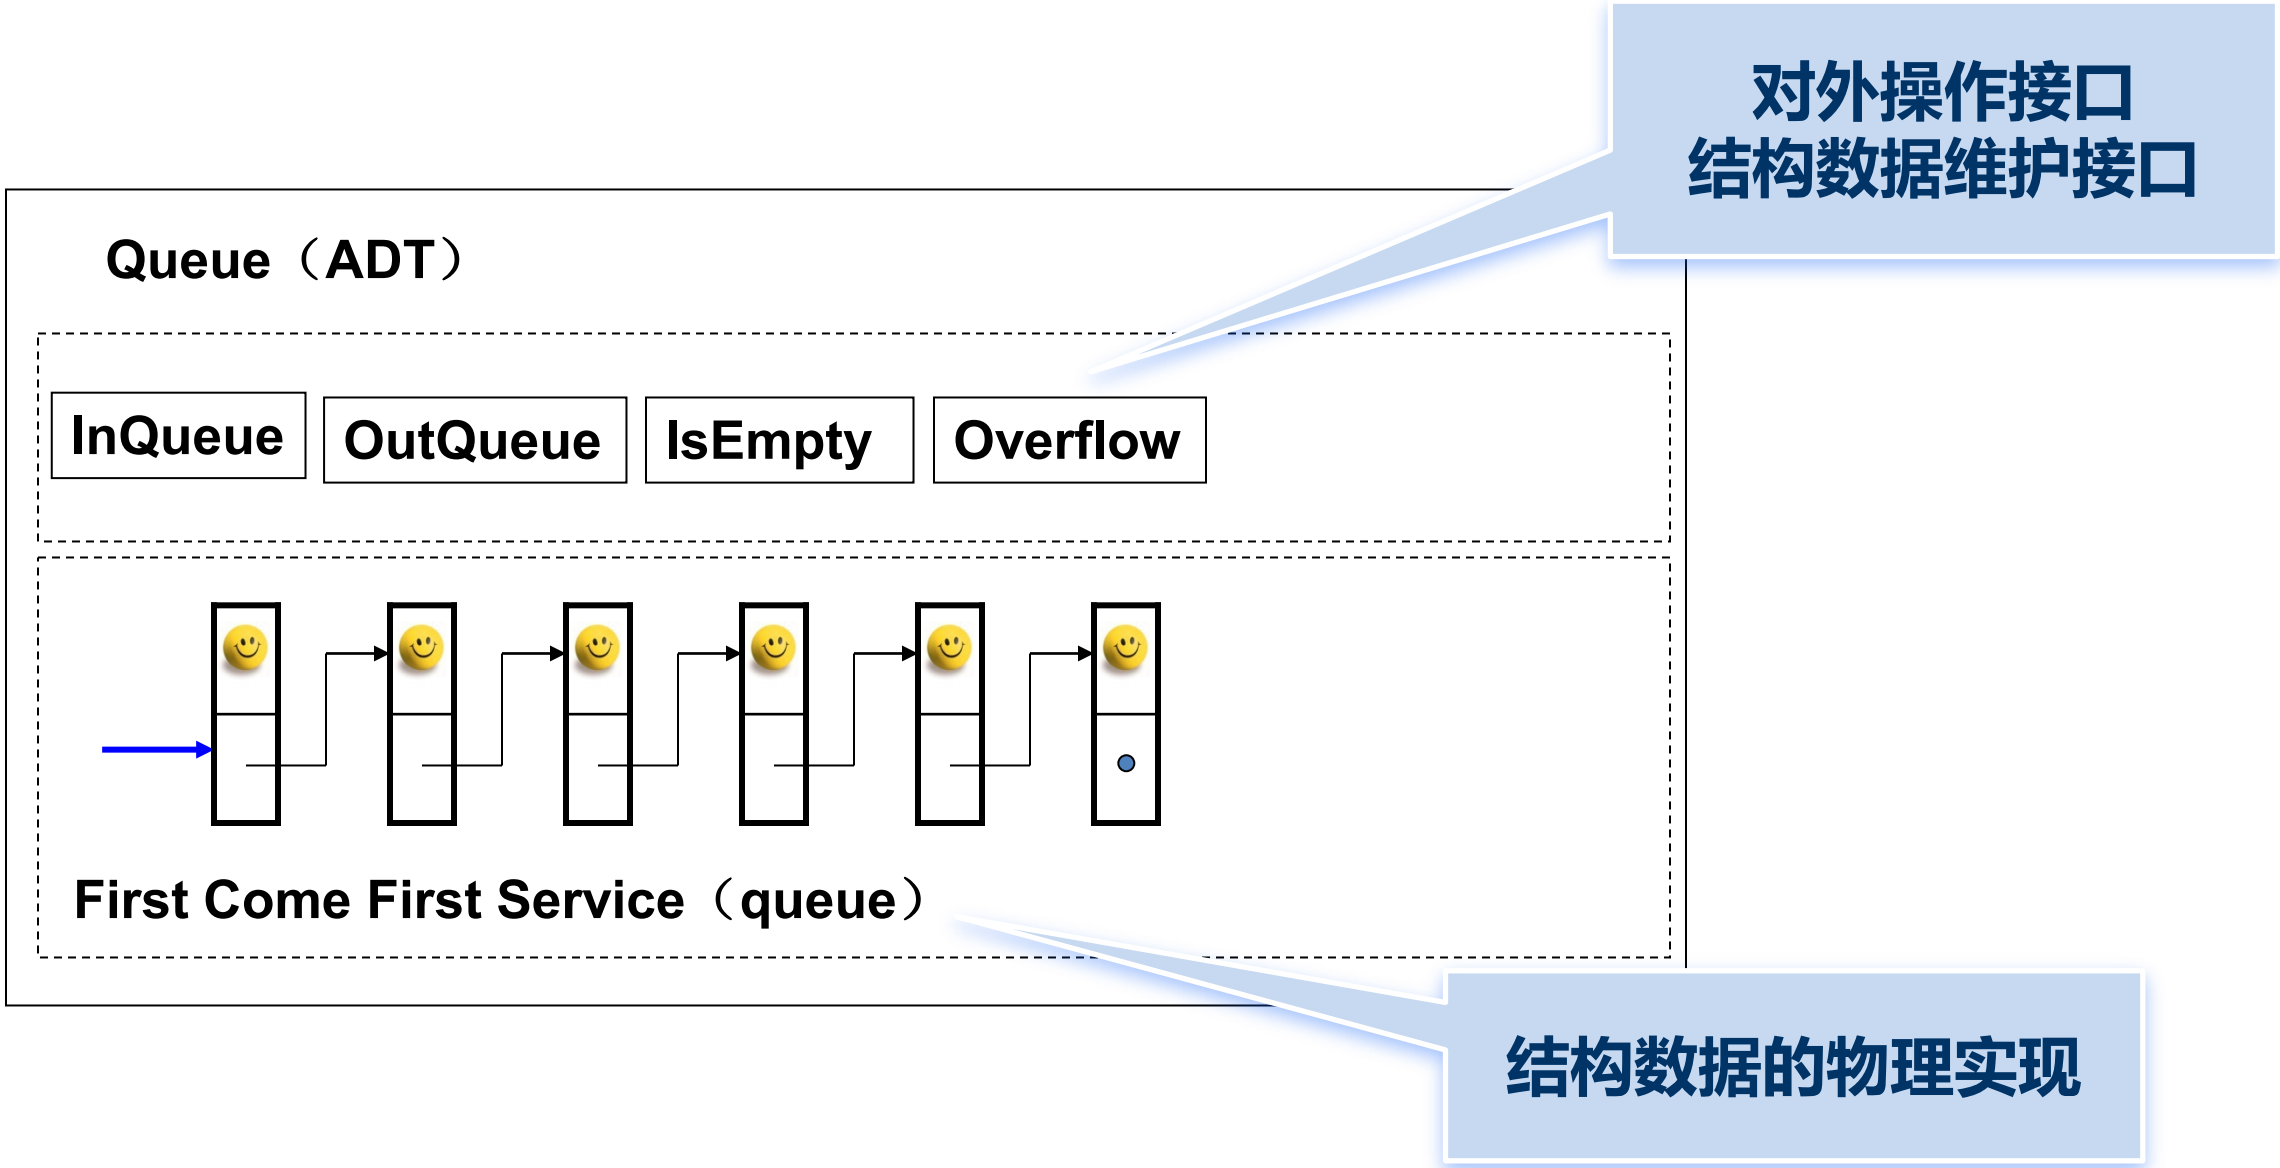 对外操作接口
结构数据维护接口
Queue（ADT）
InQueue
OutQueue
IsEmpty
Overflow
First Come First Service（queue）
结构数据的物理实现